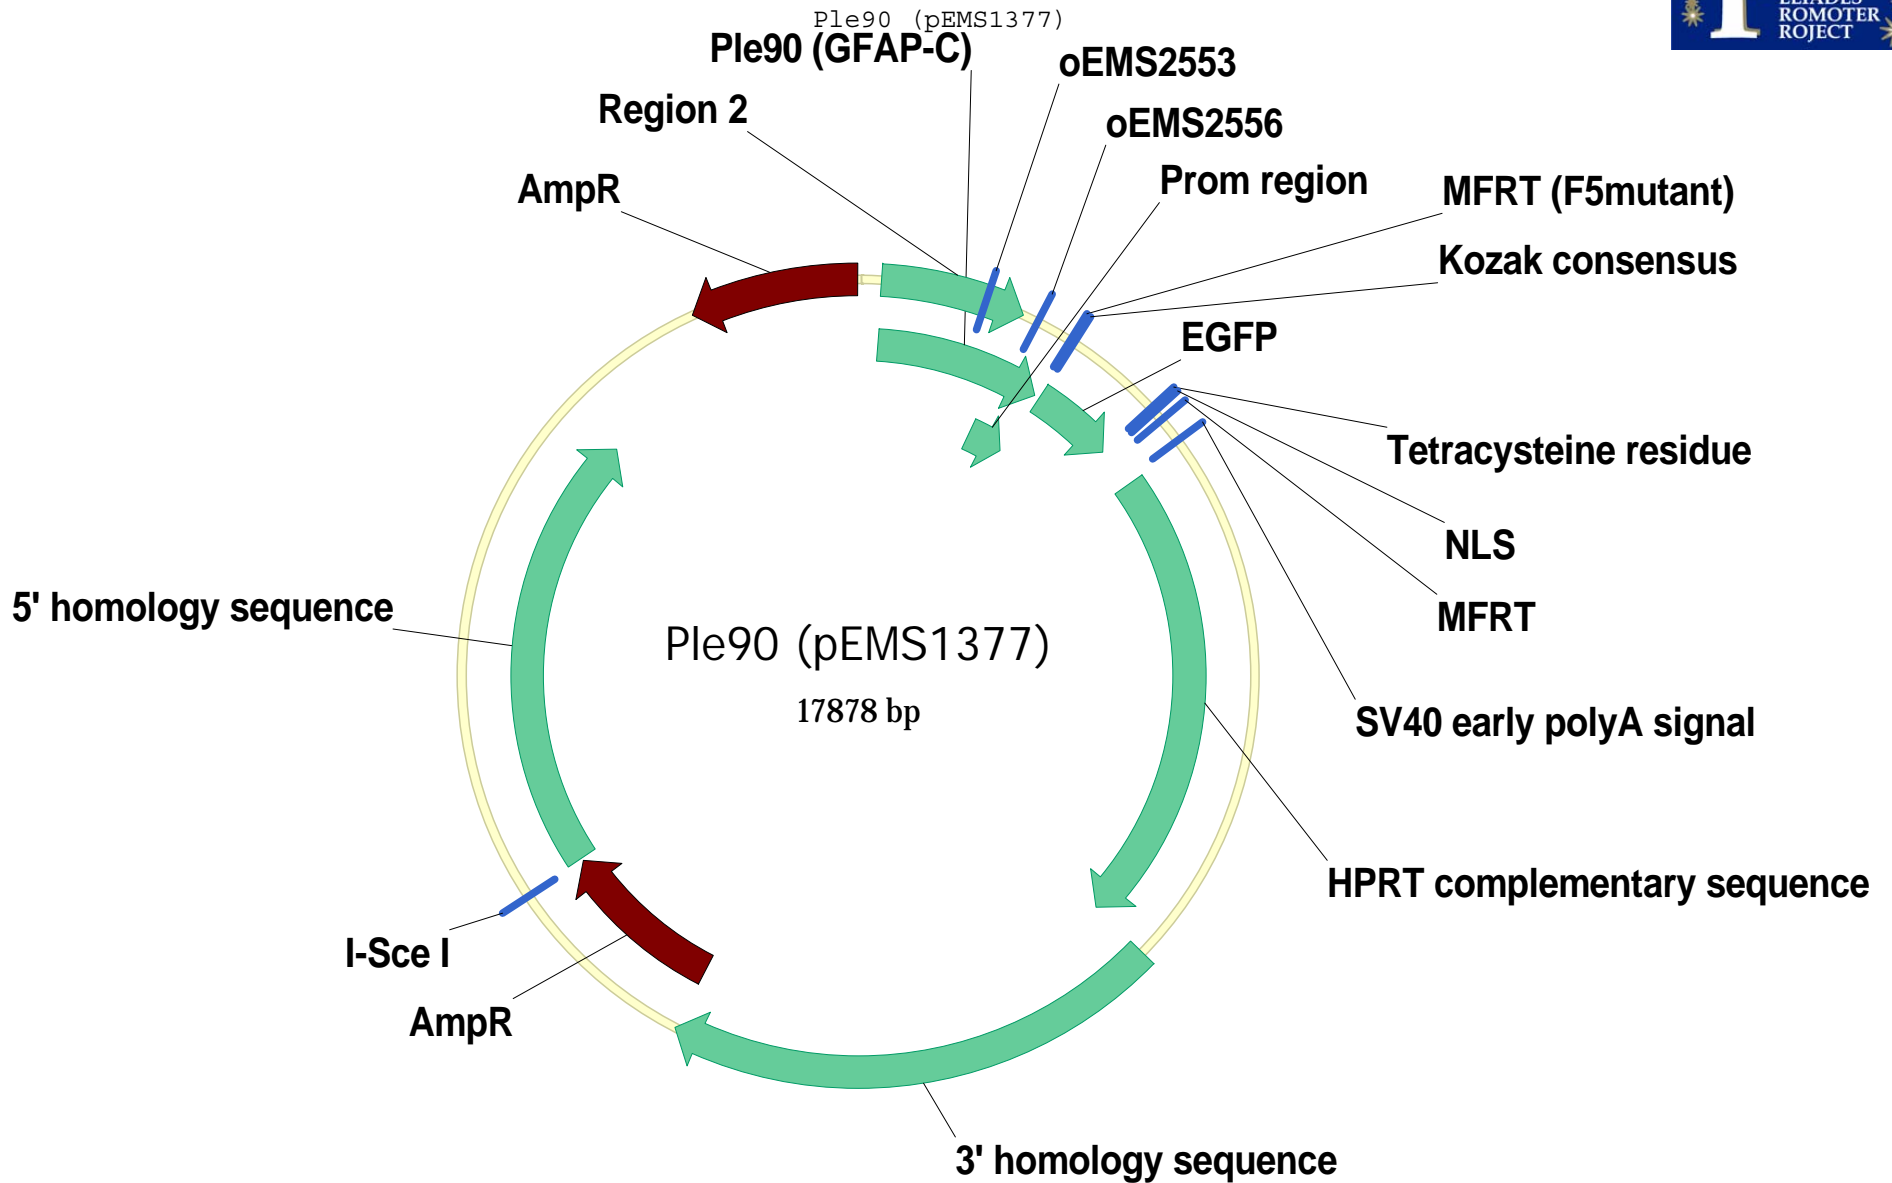 Ple90 (pEMS1377)
ROMOTER
ROJECT
Ple90 (GFAP-C)
oEMS2553
Region 2
oEMS2556
Prom region
AmpR
MFRT (F5mutant)
Kozak consensus
EGFP
Tetracysteine residue
NLS
MFRT
5' homology sequence
Ple90 (pEMS1377)
17878 bp
SV40 early polyA signal
HPRT complementary sequence
I-Sce I
AmpR
3' homology sequence